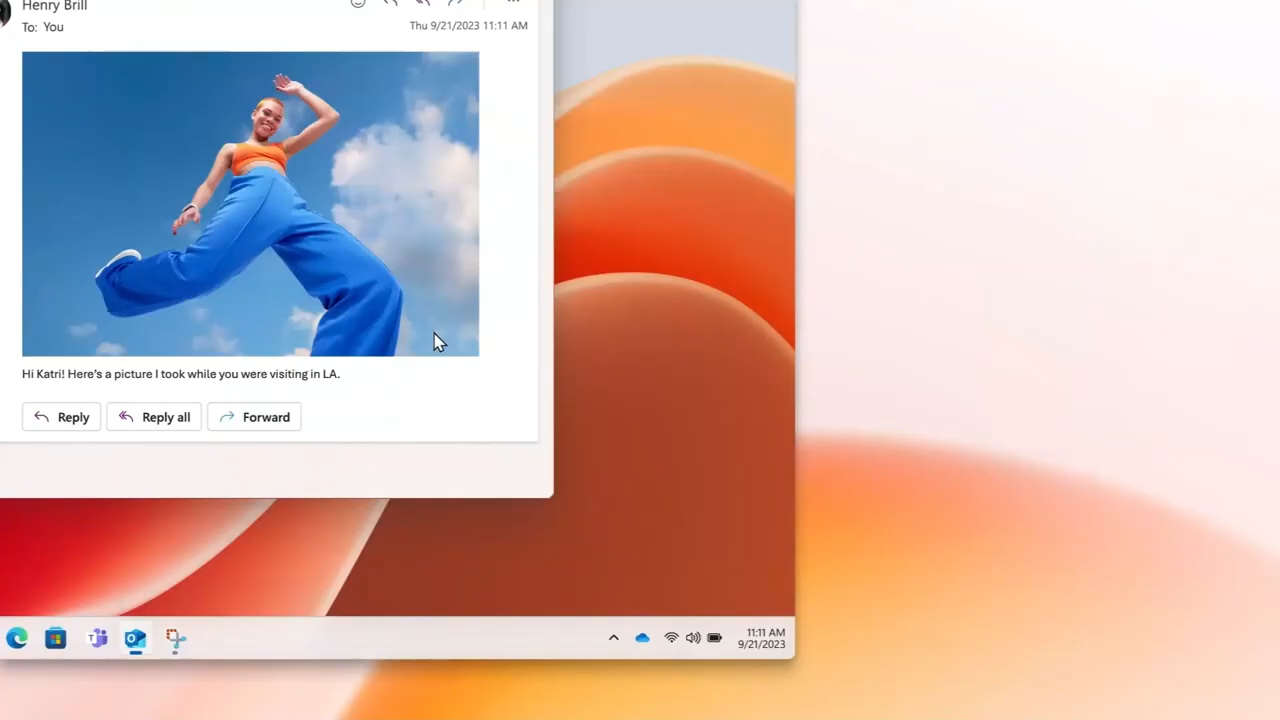 Henry Brill
To: You
Thu 9/21/2023 11:11 AM
Hi Katri! Here's a picture I took while you were visiting in LA.
Reply
Reply all
Forward
11:11 AM
9/21/2023